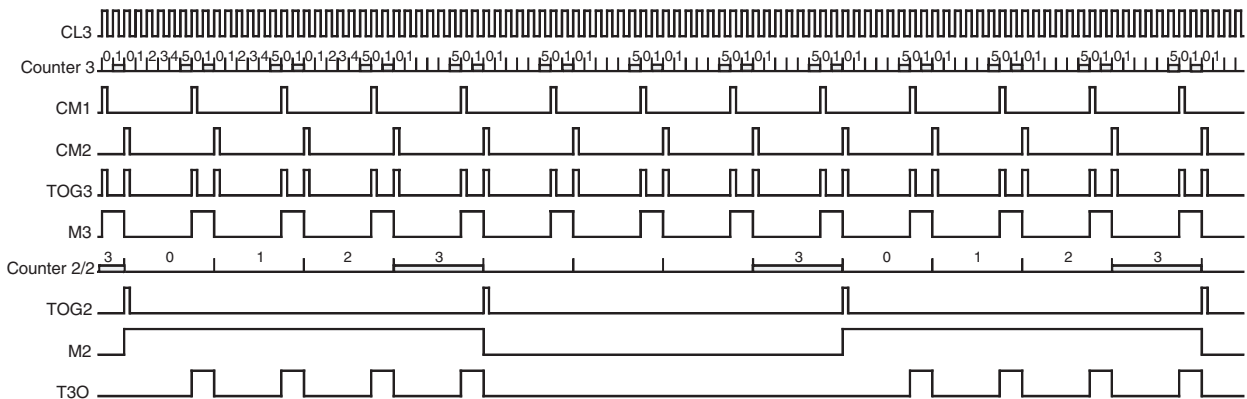 CL3
Counter 3 0 1 0 1 2 3 4 5 0 1 0 1 2 3 4 5 0 1 0 1 2 3 4 5 0 1 0 1 5 0 1 0 1 5 0 1 0 1 5 0 1 0 1 5 0 1 0 1 5 0 1 0 1 5 0 1 0 1 5 0 1 0 1 5 0 1 0 1 5 0 1 0 1
CM1
CM2
TOG3
M3
Counter 2/2 3 0 1 2 3 3 0 1 2 3
TOG2
M2
T3O